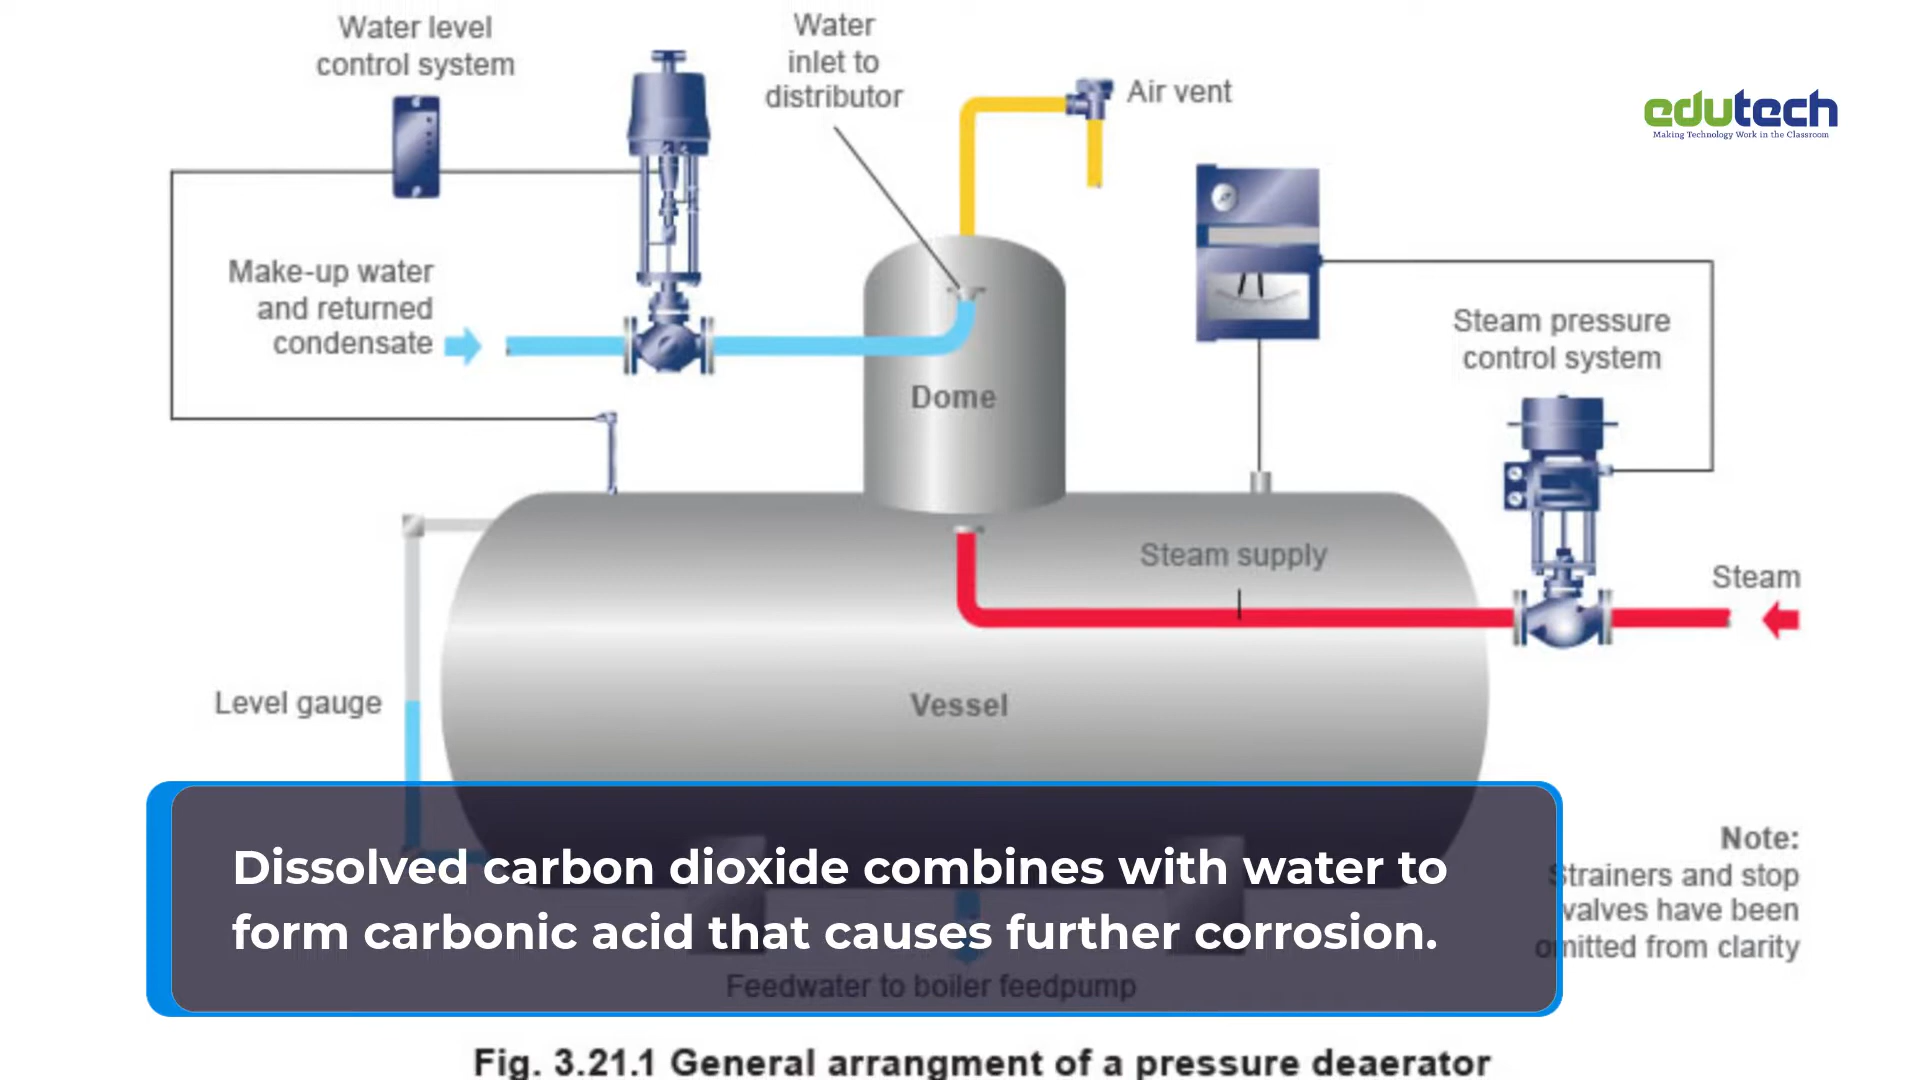 Water level
control system
Water
inlet to
distributor
Air vent
edutech
Making Technology Work in the Classroom
Make-up water
and returned
condensate
Dome
Steam pressure
control system
Steam supply
Steam
Level gauge
Vessel
Dissolved carbon dioxide combines with water to
form carbonic acid that causes further corrosion.
Note:
Strainers and stop
valves have been
omitted from clarity
Feedwater to boiler feedpump
Fig. 3.21.1 General arrangment of a pressure deaerator